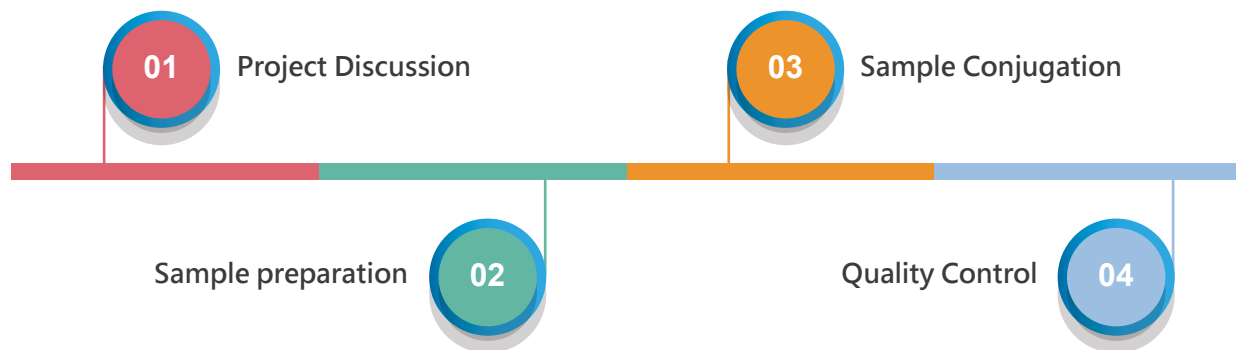 01
Project Discussion
Sample preparation
02
03
Sample Conjugation
Quality Control
04